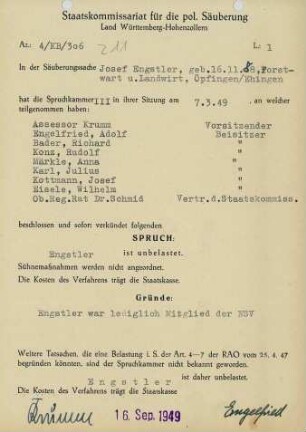 Staatskommissariat für die pol. Säuberung
Land Württemberg-Hohenzollern
Az.: 4/KB/306 211 L: 1
In der Säuberungssache Josef Engstler, geb.16.11.88,Forst-
wart u.Landwirt, Öpfingen/Ehingen
hat die Spruchkammer III in ihrer Sitzung am 7.3.49 , an welcher
teilgenommen haben:
Assessor Krumm Vorsitzender
Engelfried, Adolf Beisitzer
Bader, Richard "
Konz, Rudolf "
Märkle, Anna "
Karl, Julius "
Kottmann, Josef "
Eisele, Wilhelm "
Ob.Reg.Rat Dr.Schmid Vertr.d.Staatskommiss.
beschlossen und sofort verkündet folgenden
SPRUCH:
Engstler ist unbelastet.
Sühnemaßnahmen werden nicht angeordnet.
Die Kosten des Verfahrens trägt die Staatskasse.
Gründe:
Engstler war lediglich Mitglied der NSV
Weitere Tatsachen, die eine Belastung i. S. der Art. 4—7 der RAO vom 25. 4. 47
begründen könnten, sind der Spruchkammer nicht bekannt geworden.
Engstler ist daher unbelastet.
Die Kosten des Verfahrens trägt die Staatskasse
Krumm 16. Sep. 1949 Engelfried